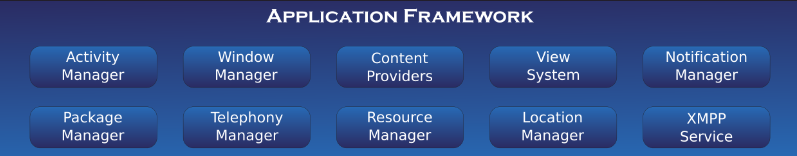 APPLICATION FRAMEWORK
Activity
Manager
Window
Manager
Content
Providers
View
System
Notification
Manager
Package
Manager
Telephony
Manager
Resource
Manager
Location
Manager
XMPP
Service